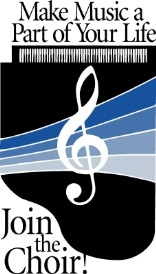 Make Music a
Part of Your Life
Join
the
Choir!